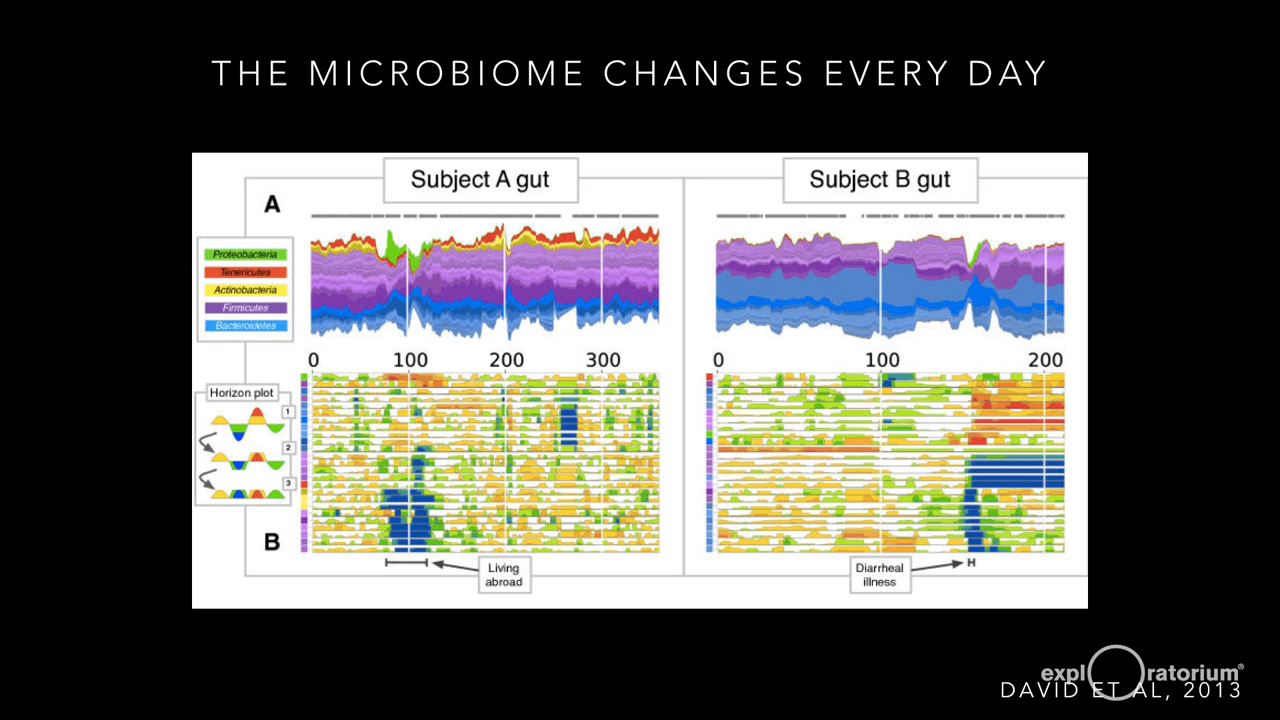 THE MICROBIOME CHANGES EVERY DAY
Subject A gut
Subject B gut
A
Proteobacteria
Tenericutes
Actinobacteria
Firmicutes
Bacteroidetes
0 100 200 300
0 100 200
Horizon plot
1
2
3
B
Living
abroad
Diarrheal
illness
explOratorium®
DAVID ET AL, 2013